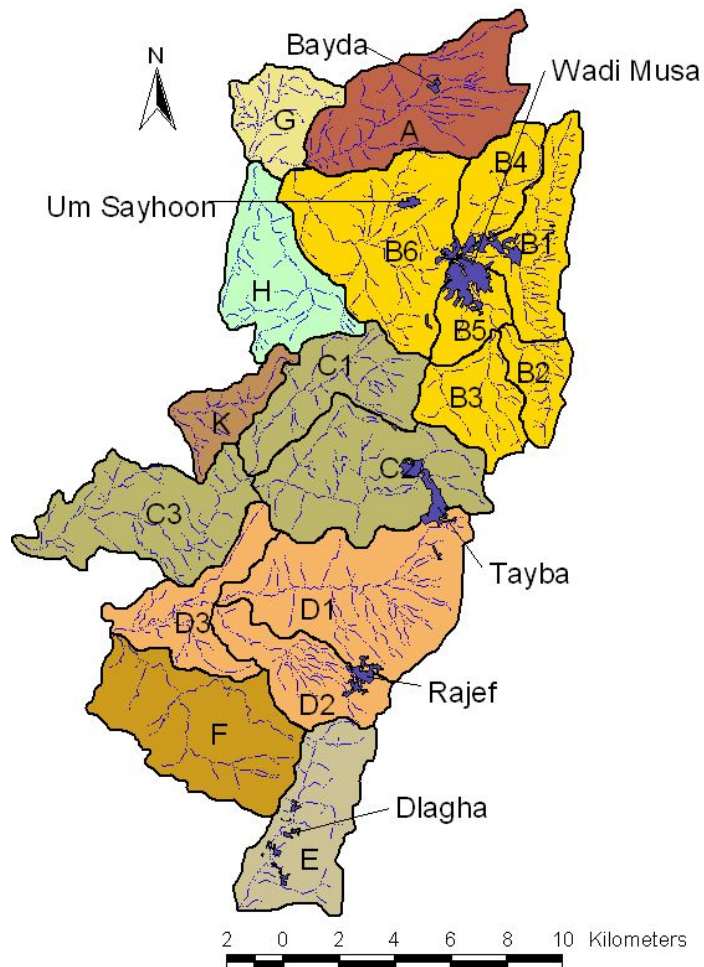 Bayda
N
Wadi Musa
G
A
B4
Um Sayhoon
B1
B6
H
B5
C1
B2
B3
K
C2
C3
Tayba
D1
D3
Rajef
D2
F
Dlagha
E
2 0 2 4 6 8 10 Kilometers